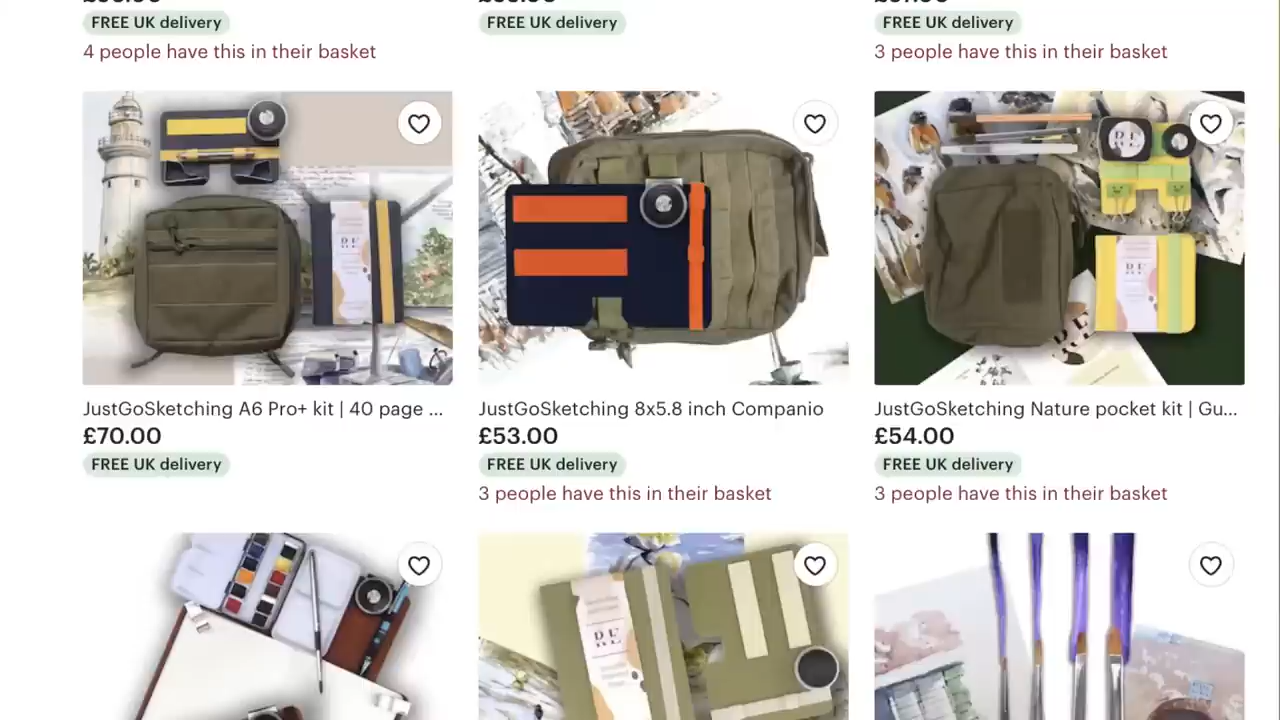 FREE UK delivery
FREE UK delivery
FREE UK delivery
4 people have this in their basket
3 people have this in their basket
JustGoSketching A6 Pro+ kit | 40 page ...
JustGoSketching 8x5.8 inch Companio
JustGoSketching Nature pocket kit | Gu...
£70.00
£53.00
£54.00
FREE UK delivery
FREE UK delivery
FREE UK delivery
3 people have this in their basket
3 people have this in their basket